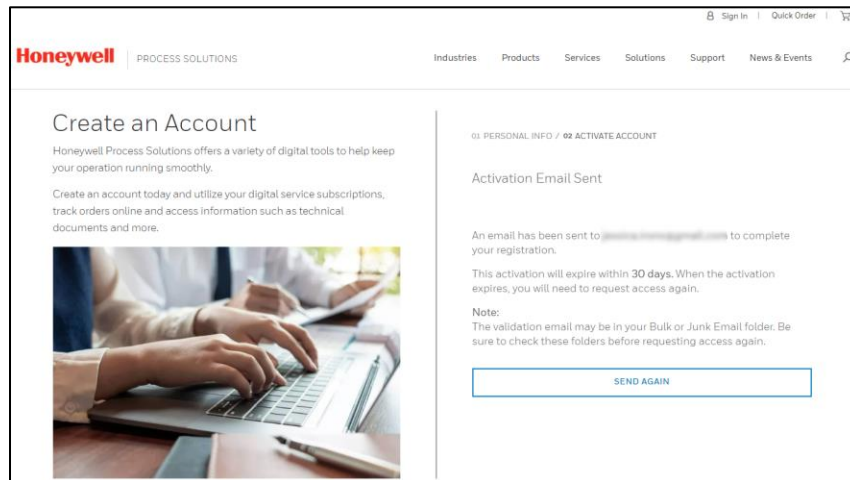 Sign In | Quick Order |
Honeywell | PROCESS SOLUTIONS
Industries Products Services Solutions Support News & Events
Create an Account
Honeywell Process Solutions offers a variety of digital tools to help keep
your operation running smoothly.
Create an account today and utilize your digital service subscriptions,
track orders online and access information such as technical
documents and more.
01 PERSONAL INFO / 02 ACTIVATE ACCOUNT
Activation Email Sent
An email has been sent to to complete
your registration.
This activation will expire within 30 days. When the activation
expires, you will need to request access again.
Note:
The validation email may be in your Bulk or Junk Email folder. Be
sure to check these folders before requesting access again.
SEND AGAIN